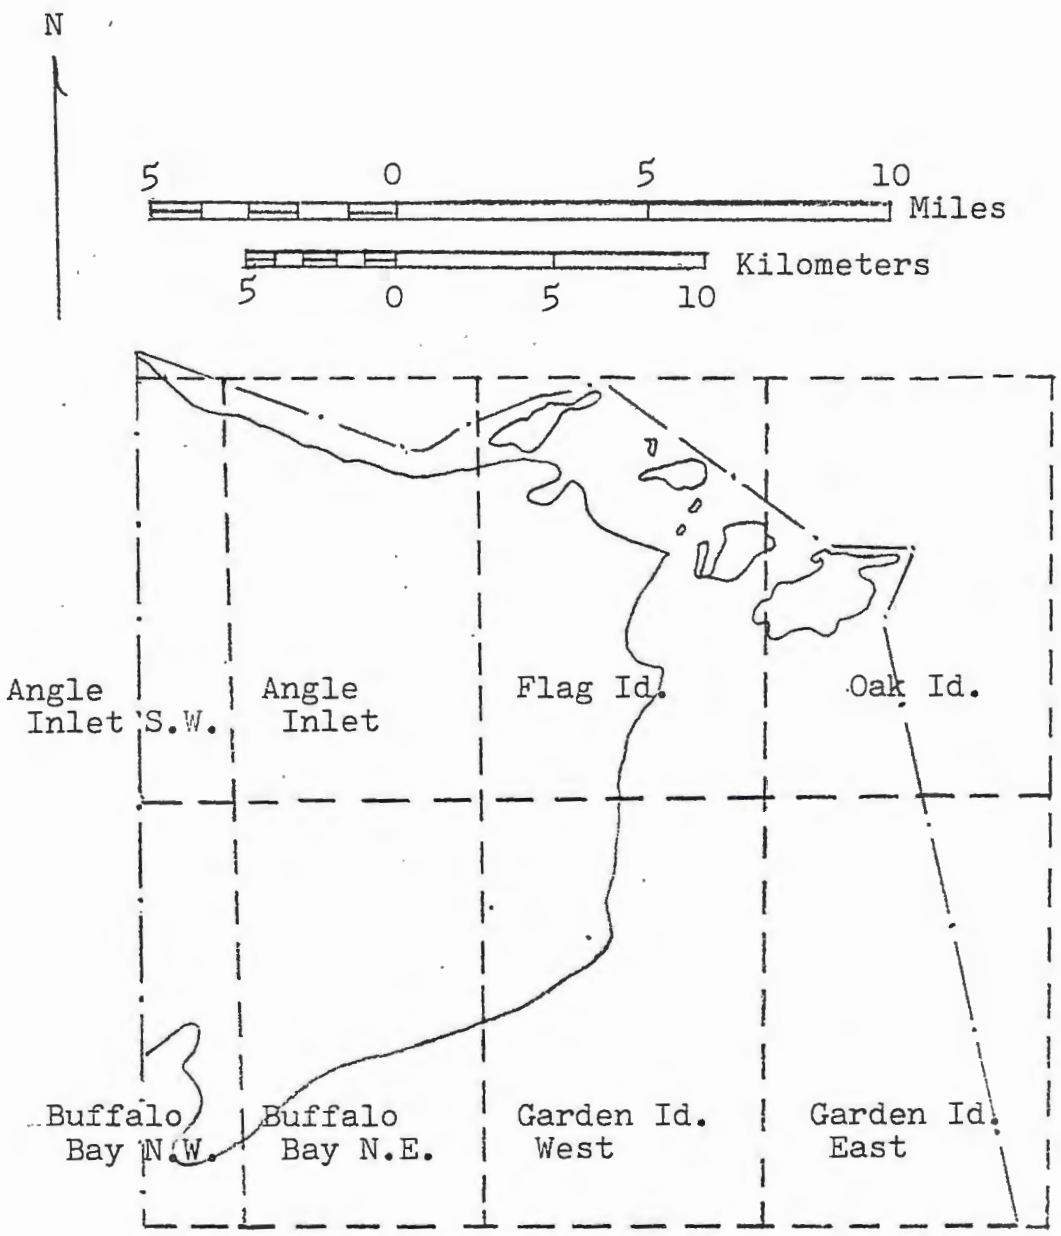 N
5 0 5 10
Miles
Kilometers
5 0 5 10
Angle
Inlet S.W.
Angle
Inlet
Flag Id.
Oak Id.
Buffalo
Bay N.W.
Buffalo
Bay N.E.
Garden Id.
West
Garden Id.
East